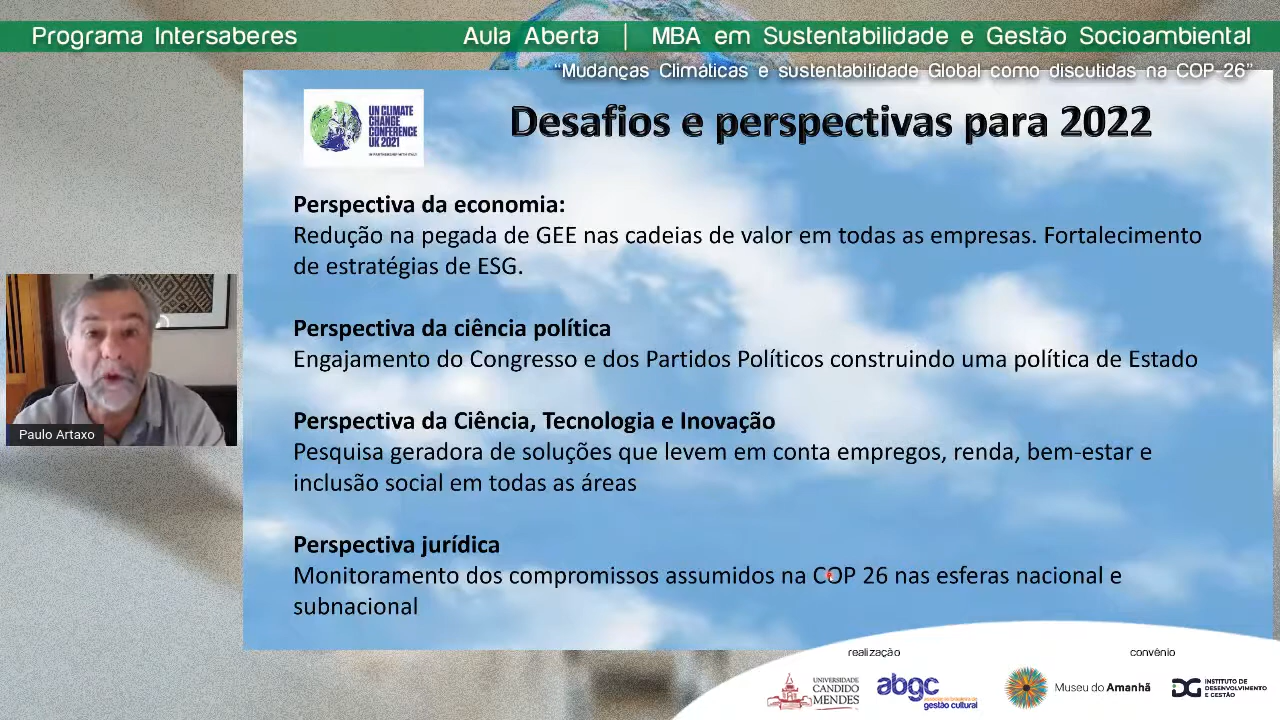 Programa Intersaberes
Aula Aberta | MBA em Sustentabilidade e Gestão Socioambiental
“Mudanças Climáticas e sustentabilidade Global como discutidas na COP-26”
UN CLIMATE
CHANGE
CONFERENCE
UK 2021
IN PARTNERSHIP WITH ITALY
Desafios e perspectivas para 2022
Perspectiva da economia:
Redução na pegada de GEE nas cadeias de valor em todas as empresas. Fortalecimento
de estratégias de ESG.
Perspectiva da ciência política
Engajamento do Congresso e dos Partidos Políticos construindo uma política de Estado
Perspectiva da Ciência, Tecnologia e Inovação
Pesquisa geradora de soluções que levem em conta empregos, renda, bem-estar e
inclusão social em todas as áreas
Perspectiva jurídica
Monitoramento dos compromissos assumidos na COP 26 nas esferas nacional e
subnacional
Paulo Artaxo
realização
convênio
UNIVERSIDADE
CANDIDO
MENDES
abgc
gestão cultural
Museu do Amanhã
DG
INSTITUTO DE
DESENVOLVIMENTO
E GESTÃO